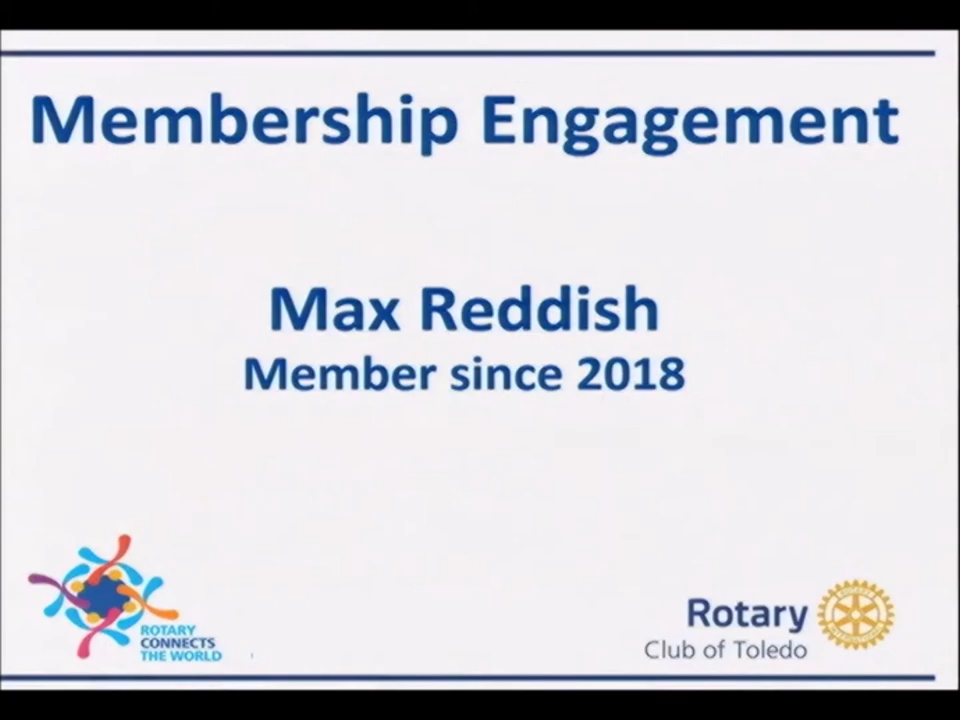 Membership Engagement
Max Reddish
Member since 2018
ROTARY
CONNECTS
THE WORLD
Rotary
Club of Toledo